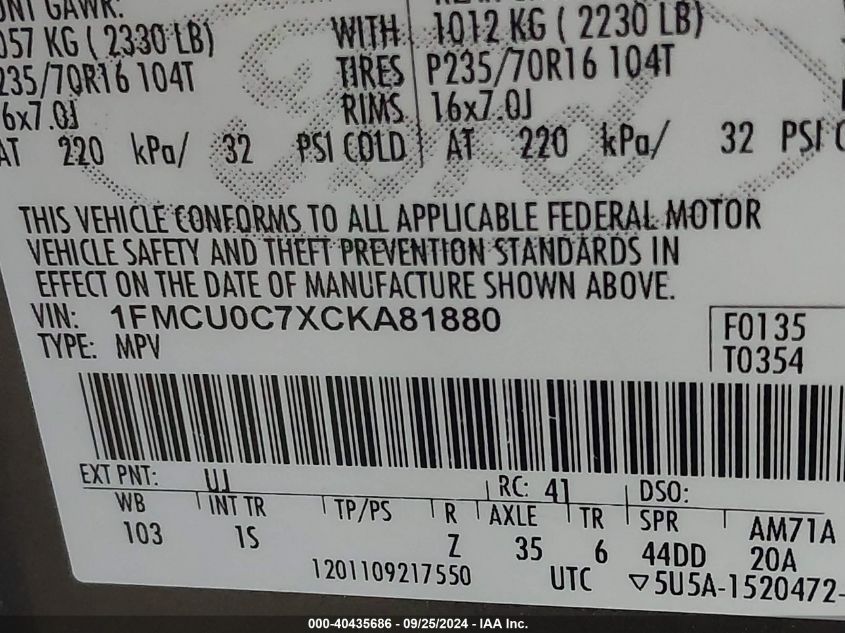 GAWR:
057 KG ( 2330 LB) WITH 1012 KG ( 2230 LB)
235/70R16 104T TIRES P235/70R16 104T
6x7.0J RIMS 16x7.0J
AT 220 kPa/ 32 PSI COLD AT 220 kPa/ 32 PSI C
THIS VEHICLE CONFORMS TO ALL APPLICABLE FEDERAL MOTOR
VEHICLE SAFETY AND THEFT PREVENTION STANDARDS IN
EFFECT ON THE DATE OF MANUFACTURE SHOWN ABOVE.
VIN: 1FMCU0C7XCKA81880 F0135
TYPE: MPV T0354
EXT PNT: UJ RC: 41 DSO:
WB INT TR TP/PS R AXLE TR SPR AM71A
103 1S Z 35 6 44DD 20A
1201109217550 UTC ▽5U5A-1520472-
000-40435686 - 09/25/2024 - IAA Inc.